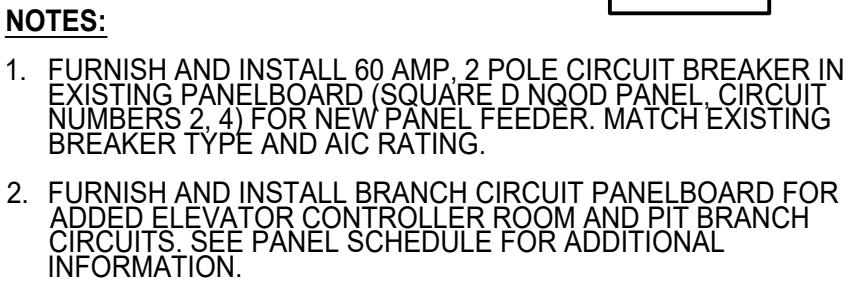 NOTES:
1. FURNISH AND INSTALL 60 AMP, 2 POLE CIRCUIT BREAKER IN
EXISTING PANELBOARD (SQUARE D NQOD PANEL, CIRCUIT
NUMBERS 2, 4) FOR NEW PANEL FEEDER. MATCH EXISTING
BREAKER TYPE AND AIC RATING.
2. FURNISH AND INSTALL BRANCH CIRCUIT PANELBOARD FOR
ADDED ELEVATOR CONTROLLER ROOM AND PIT BRANCH
CIRCUITS. SEE PANEL SCHEDULE FOR ADDITIONAL
INFORMATION.